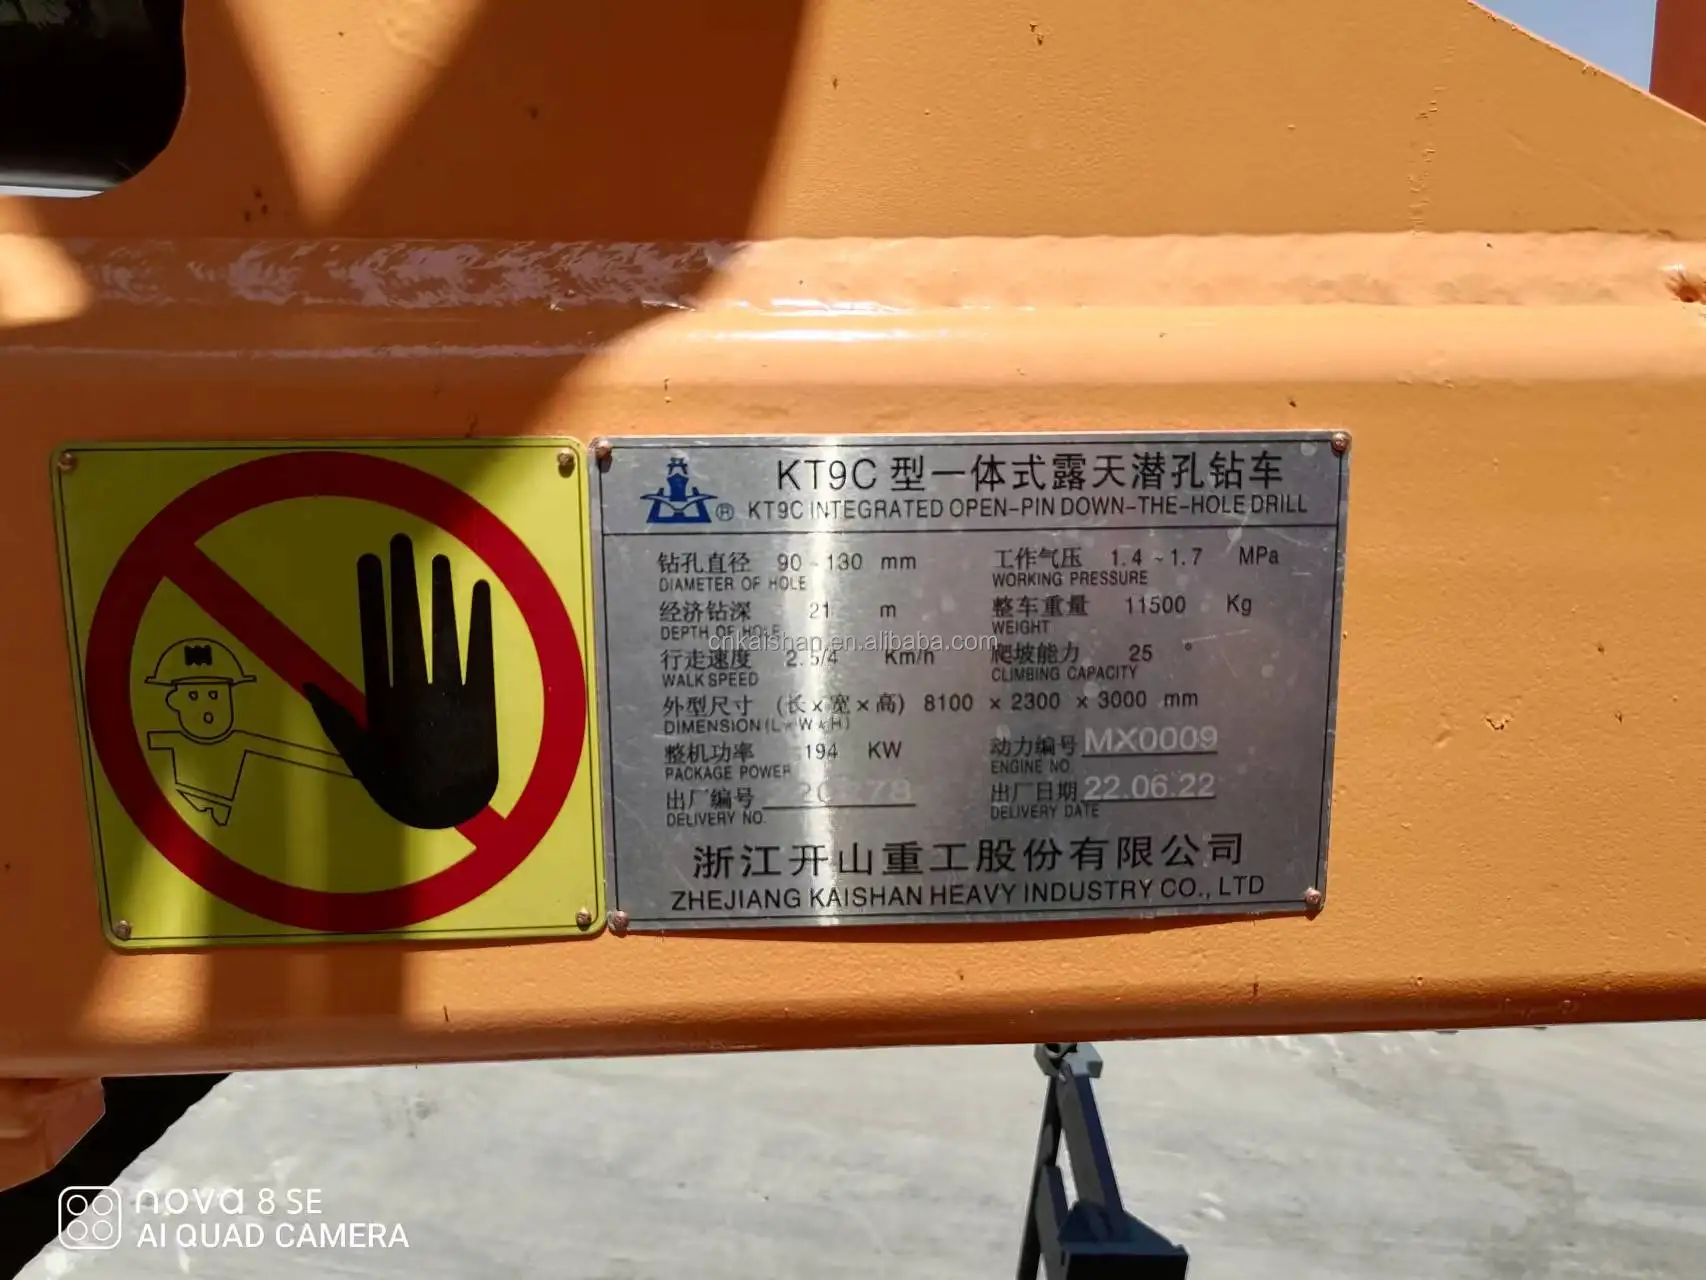 KT9C 型一体式露天潜孔钻车
® KT9C INTEGRATED OPEN-PIN DOWN-THE-HOLE DRILL
钻孔直径 90~130 mm 工作气压 1.4~1.7 MPa
DIAMETER OF HOLE WORKING PRESSURE
经济钻深 21 m 整车重量 11500 Kg
DEPTH OF HOLE WEIGHT
cnkaishan.en.alibaba.com
行走速度 2.5/4 Km/h 爬坡能力 25 °
WALK SPEED CLIMBING CAPACITY
外型尺寸 (长×宽×高) 8100 × 2300 × 3000 mm
DIMENSION(L×W×H)
整机功率 194 KW 动力编号 MX0009
PACKAGE POWER ENGINE NO.
出厂编号 出厂日期 22.06.22
DELIVERY NO. DELIVERY DATE
浙江开山重工股份有限公司
ZHEJIANG KAISHAN HEAVY INDUSTRY CO., LTD
nova 8 SE
AI QUAD CAMERA